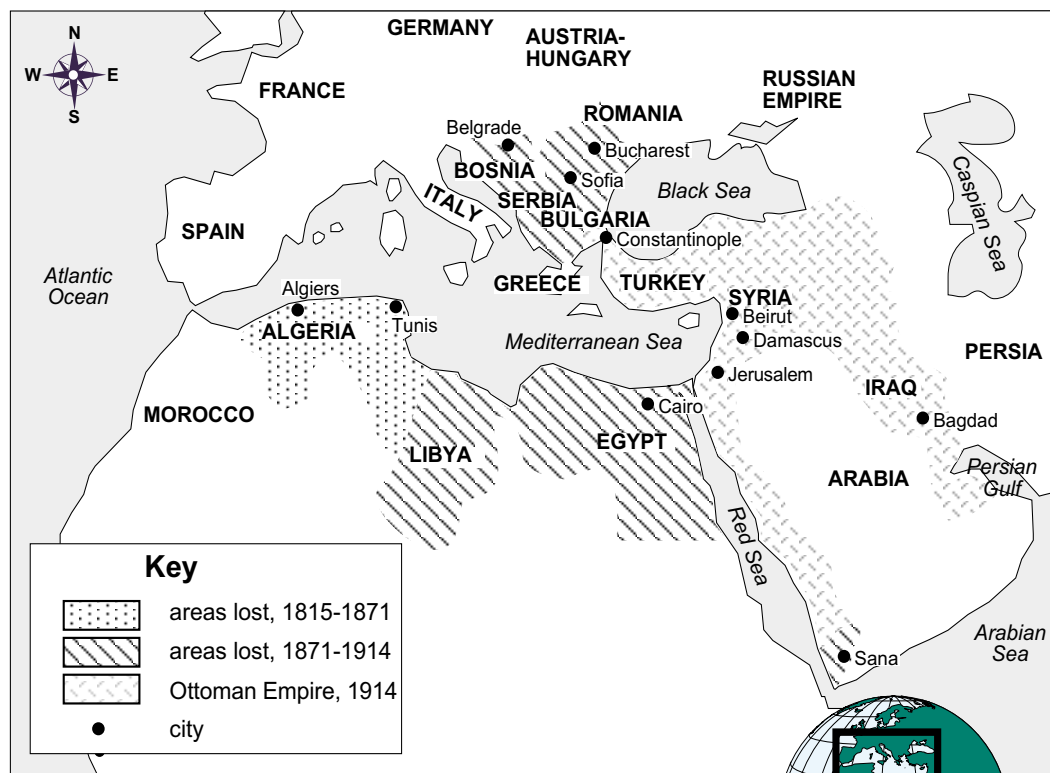 N
W
E
S
GERMANY
AUSTRIA-
HUNGARY
FRANCE
RUSSIAN
EMPIRE
ROMANIA
Belgrade
Bucharest
BOSNIA
Sofia
Black Sea
Caspian Sea
SERBIA
ITALY
BULGARIA
SPAIN
Constantinople
Atlantic
Ocean
GREECE
TURKEY
Algiers
SYRIA
Beirut
ALGERIA
Tunis
Mediterranean Sea
Damascus
PERSIA
Jerusalem
IRAQ
MOROCCO
Cairo
Bagdad
EGYPT
LIBYA
ARABIA
Persian
Gulf
Red Sea
Key
areas lost, 1815-1871
areas lost, 1871-1914
Ottoman Empire, 1914
city
Arabian
Sea
Sana